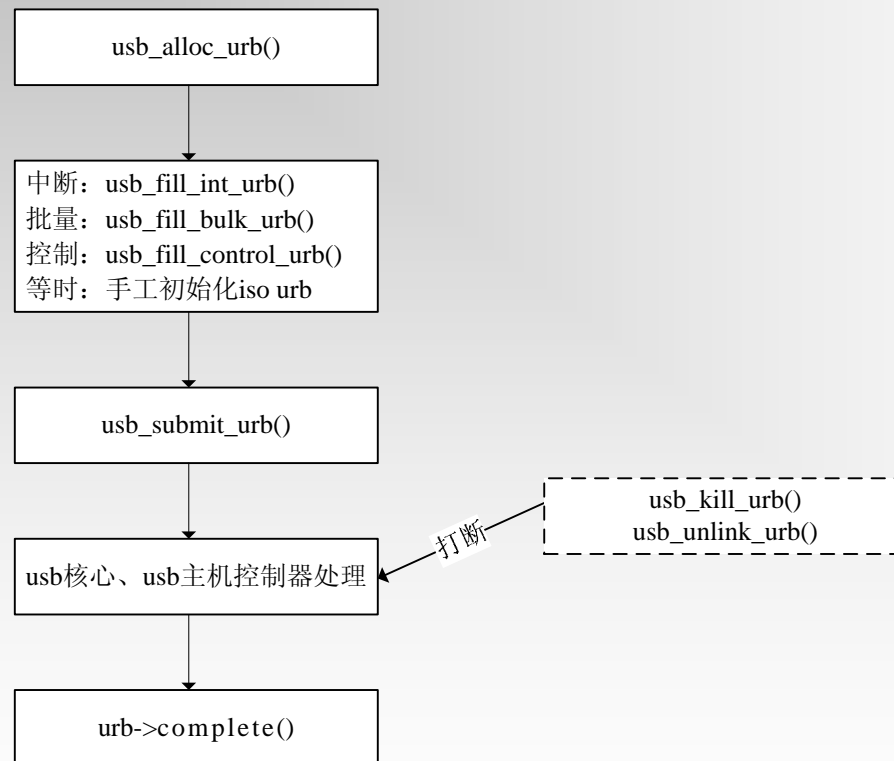 usb_alloc_urb()
中断：usb_fill_int_urb()
批量：usb_fill_bulk_urb()
控制：usb_fill_control_urb()
等时：手工初始化iso urb
usb_submit_urb()
usb_kill_urb()
usb_unlink_urb()
打断
usb核心、usb主机控制器处理
urb->complete()